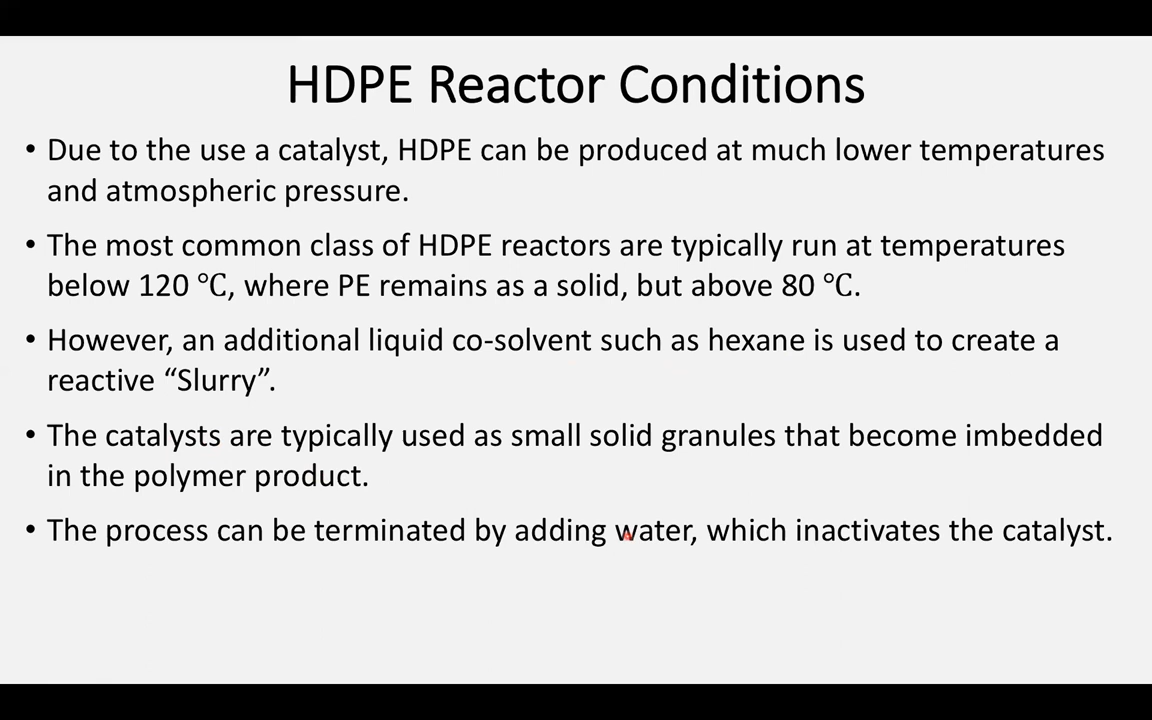 HDPE Reactor Conditions
• Due to the use a catalyst, HDPE can be produced at much lower temperatures
and atmospheric pressure.
• The most common class of HDPE reactors are typically run at temperatures
below 120 ℃, where PE remains as a solid, but above 80 ℃.
• However, an additional liquid co-solvent such as hexane is used to create a
reactive “Slurry”.
• The catalysts are typically used as small solid granules that become imbedded
in the polymer product.
• The process can be terminated by adding water, which inactivates the catalyst.